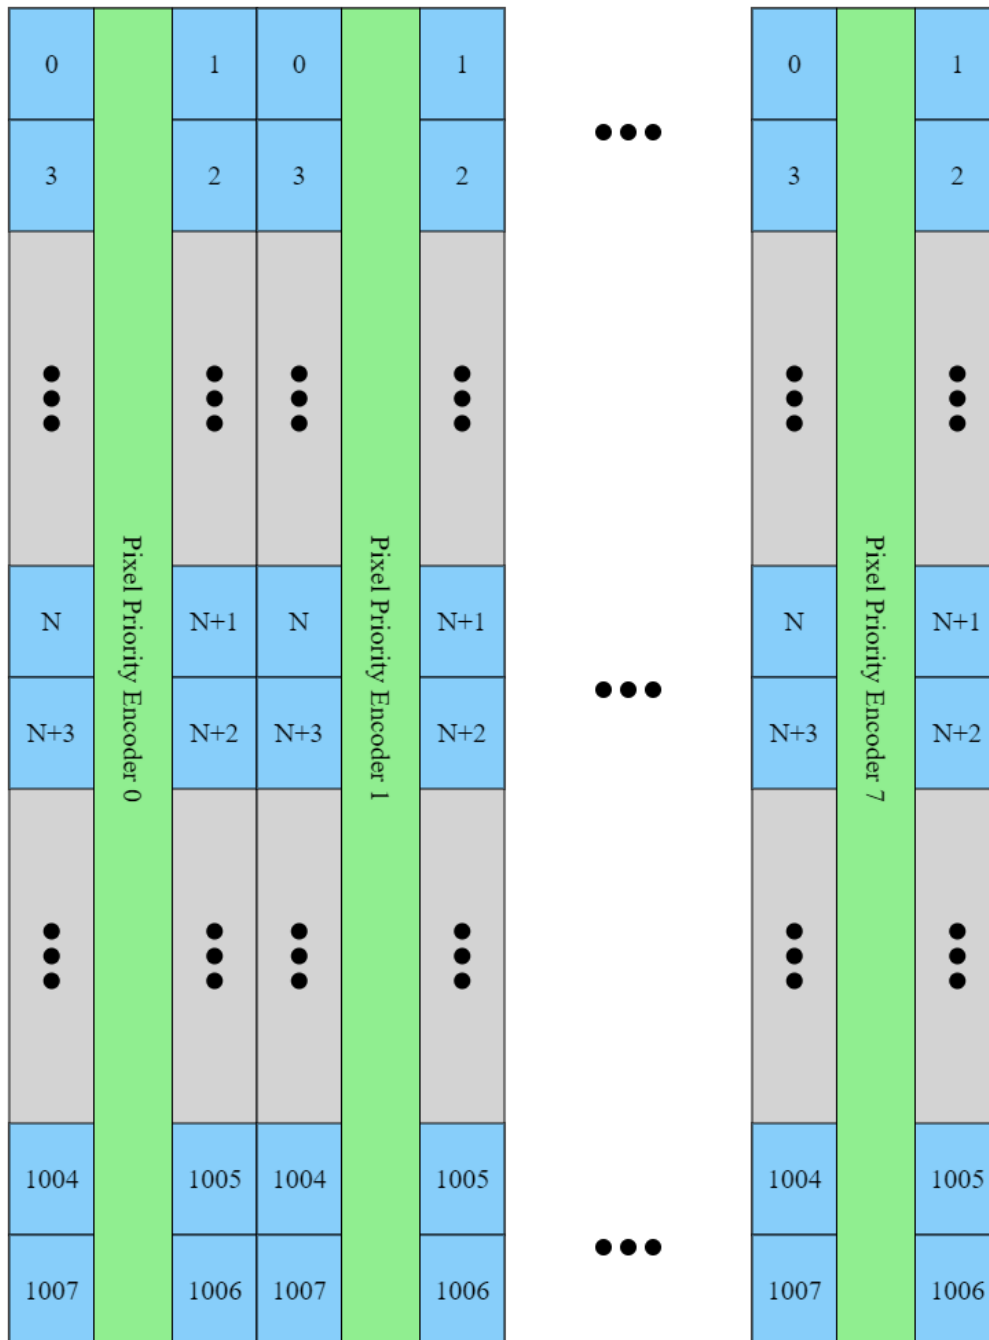 0 1 0 1 0 1
3 2 3 2 3 2
Pixel Priority Encoder 0
Pixel Priority Encoder 1
Pixel Priority Encoder 7
N N+1 N N+1 N N+1
N+3 N+2 N+3 N+2 N+3 N+2
1004 1005 1004 1005 1004 1005
1007 1006 1007 1006 1007 1006